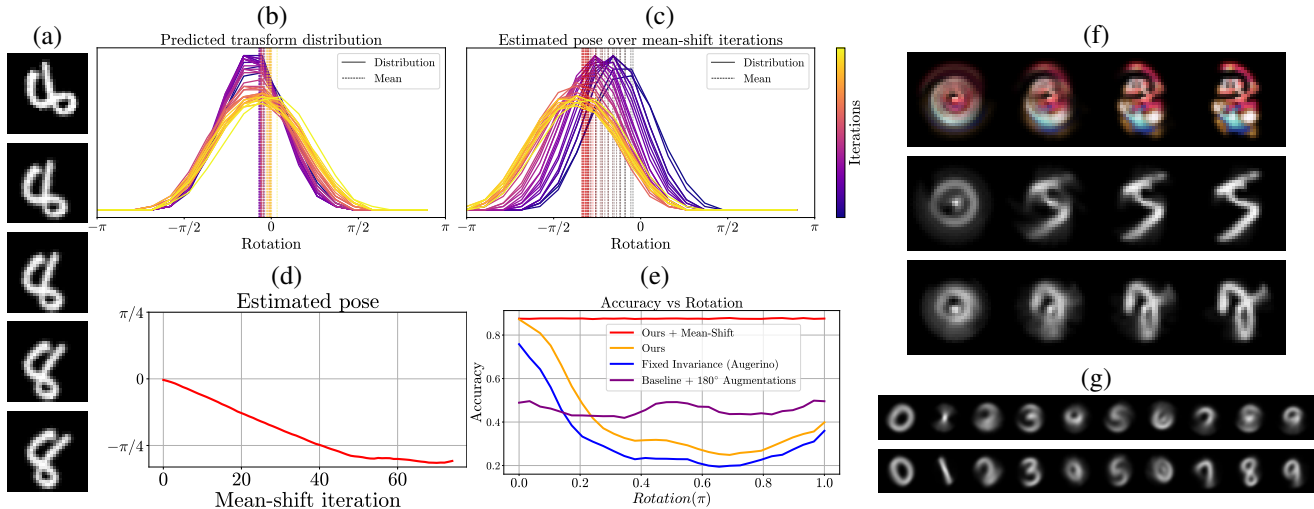 (a)
(b)
Predicted transform distribution
Distribution
Mean
−π
−π/2
0
π/2
π
Rotation
(c)
Estimated pose over mean-shift iterations
Distribution
Mean
−π
−π/2
0
π/2
π
Rotation
Iterations
(d)
Estimated pose
π/4
0
−π/4
0
20
40
60
Mean-shift iteration
(e)
Accuracy vs Rotation
Accuracy
0.8
0.6
0.4
0.2
Ours + Mean-Shift
Ours
Fixed Invariance (Augerino)
Baseline + 180° Augmentations
0.0
0.2
0.4
0.6
0.8
1.0
Rotation(π)
(f)
(g)